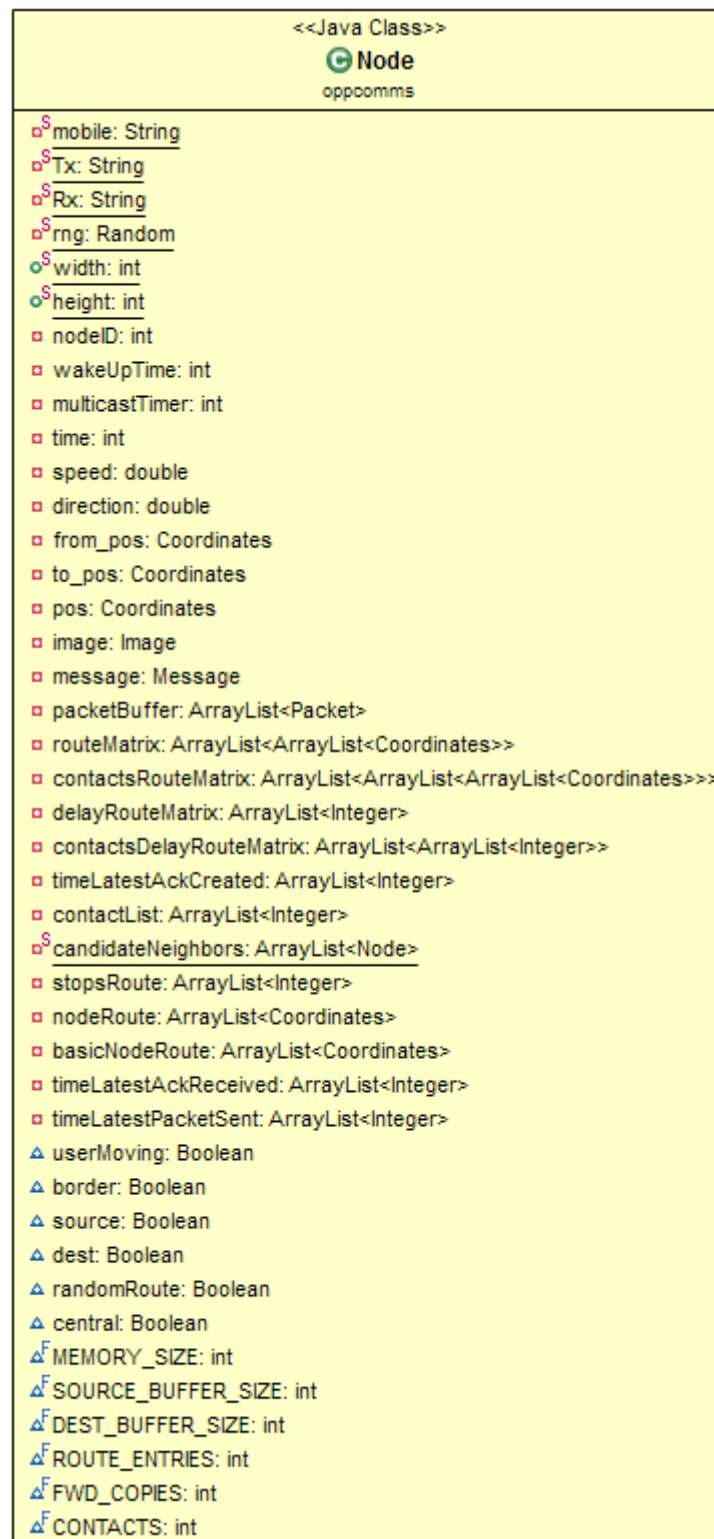 <<Java Class>>
C Node
oppcomms
S mobile: String
S Tx: String
S Rx: String
S rng: Random
S width: int
S height: int
nodeID: int
wakeUpTime: int
multicastTimer: int
time: int
speed: double
direction: double
from_pos: Coordinates
to_pos: Coordinates
pos: Coordinates
image: Image
message: Message
packetBuffer: ArrayList<Packet>
routeMatrix: ArrayList<ArrayList<Coordinates>>
contactsRouteMatrix: ArrayList<ArrayList<ArrayList<Coordinates>>>
delayRouteMatrix: ArrayList<Integer>
contactsDelayRouteMatrix: ArrayList<ArrayList<Integer>>
timeLatestAckCreated: ArrayList<Integer>
contactList: ArrayList<Integer>
S candidateNeighbors: ArrayList<Node>
stopsRoute: ArrayList<Integer>
nodeRoute: ArrayList<Coordinates>
basicNodeRoute: ArrayList<Coordinates>
timeLatestAckReceived: ArrayList<Integer>
timeLatestPacketSent: ArrayList<Integer>
userMoving: Boolean
border: Boolean
source: Boolean
dest: Boolean
randomRoute: Boolean
central: Boolean
F MEMORY_SIZE: int
F SOURCE_BUFFER_SIZE: int
F DEST_BUFFER_SIZE: int
F ROUTE_ENTRIES: int
F FWD_COPIES: int
F CONTACTS: int